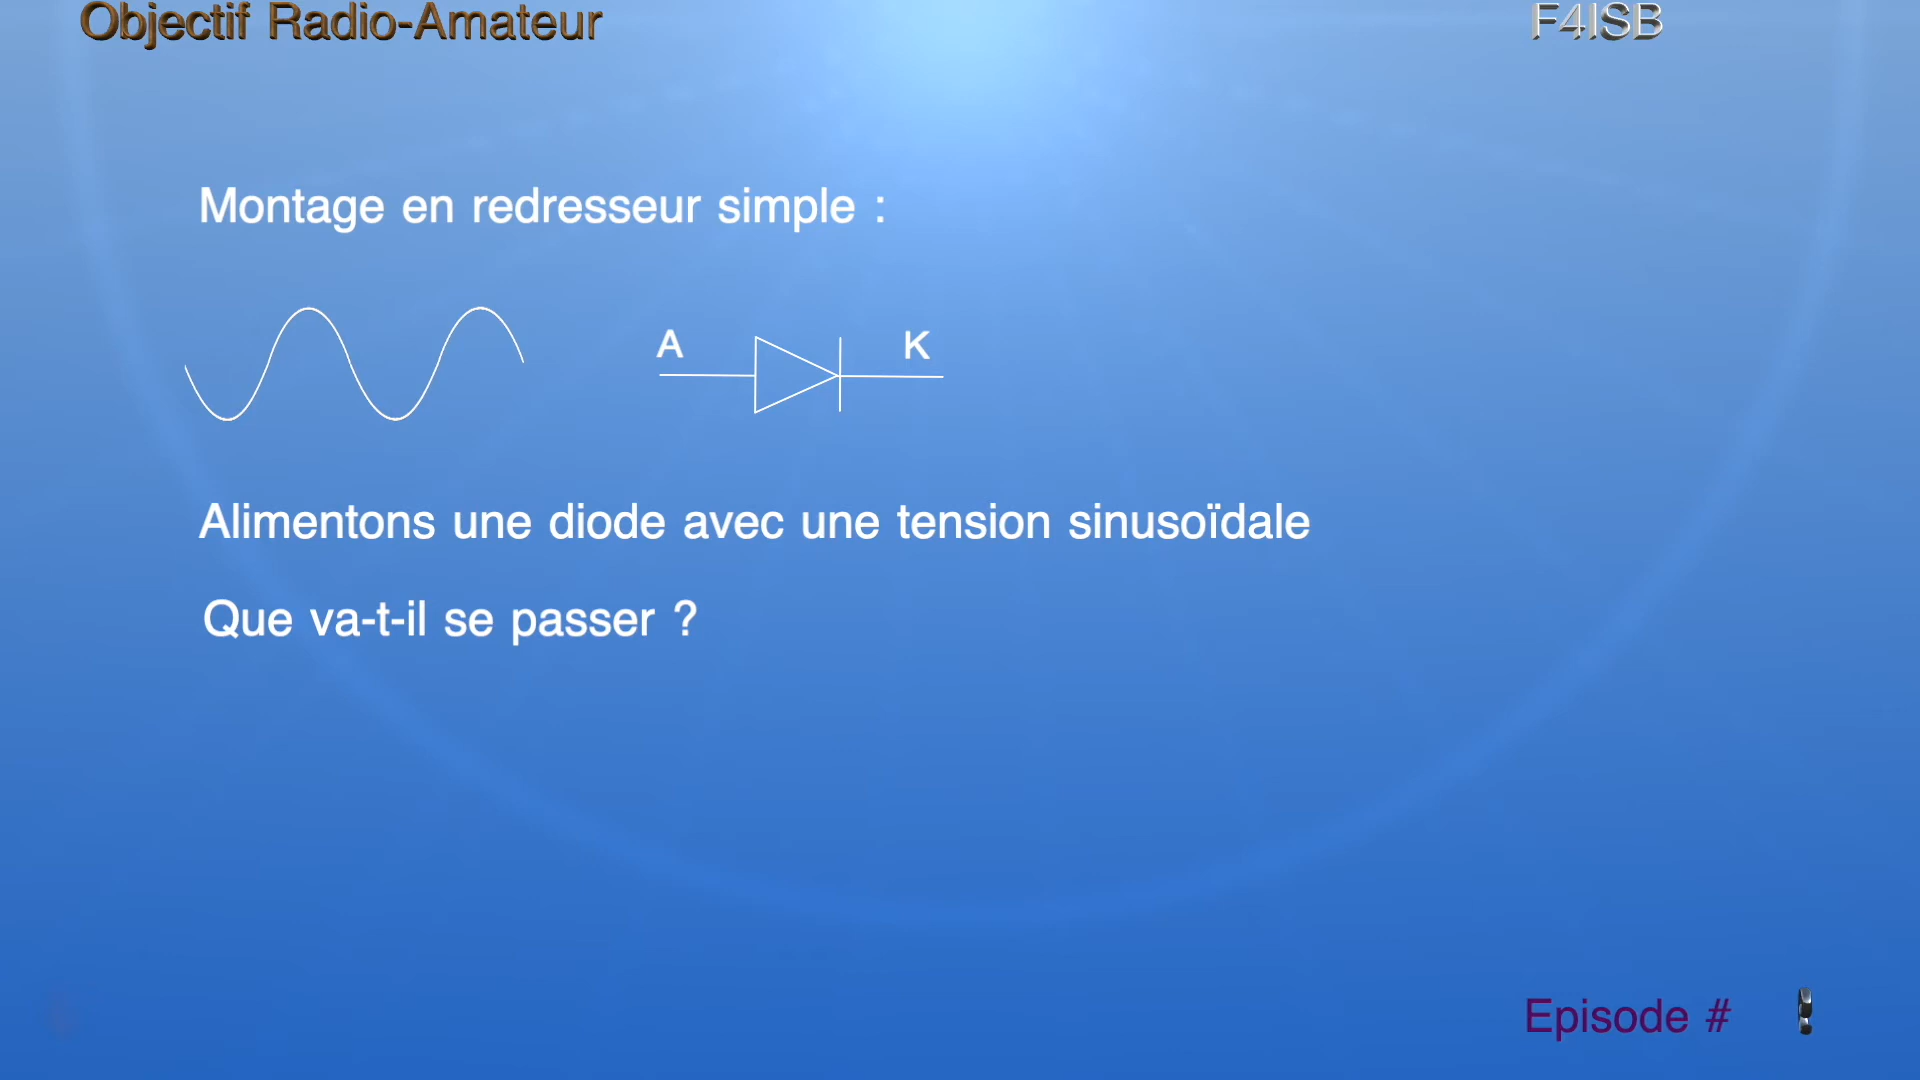 Objectif Radio-Amateur
F4ISB
Montage en redresseur simple :
A
K
Alimentons une diode avec une tension sinusoïdale
Que va-t-il se passer ?
Episode #